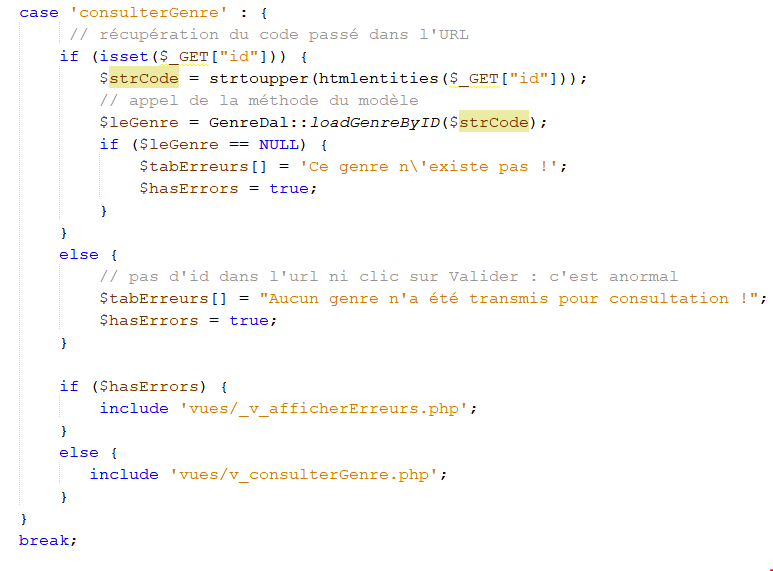 case 'consulterGenre' : {
// récupération du code passé dans l'URL
if (isset($_GET["id"])) {
$strCode = strtoupper(htmlentities($_GET["id"]));
// appel de la méthode du modèle
$leGenre = GenreDal::loadGenreByID($strCode);
if ($leGenre == NULL) {
$tabErreurs[] = 'Ce genre n\'existe pas !';
$hasErrors = true;
}
}
else {
// pas d'id dans l'url ni clic sur Valider : c'est anormal
$tabErreurs[] = "Aucun genre n'a été transmis pour consultation !";
$hasErrors = true;
}
if ($hasErrors) {
include 'vues/_v_afficherErreurs.php';
}
else {
include 'vues/v_consulterGenre.php';
}
}
break;